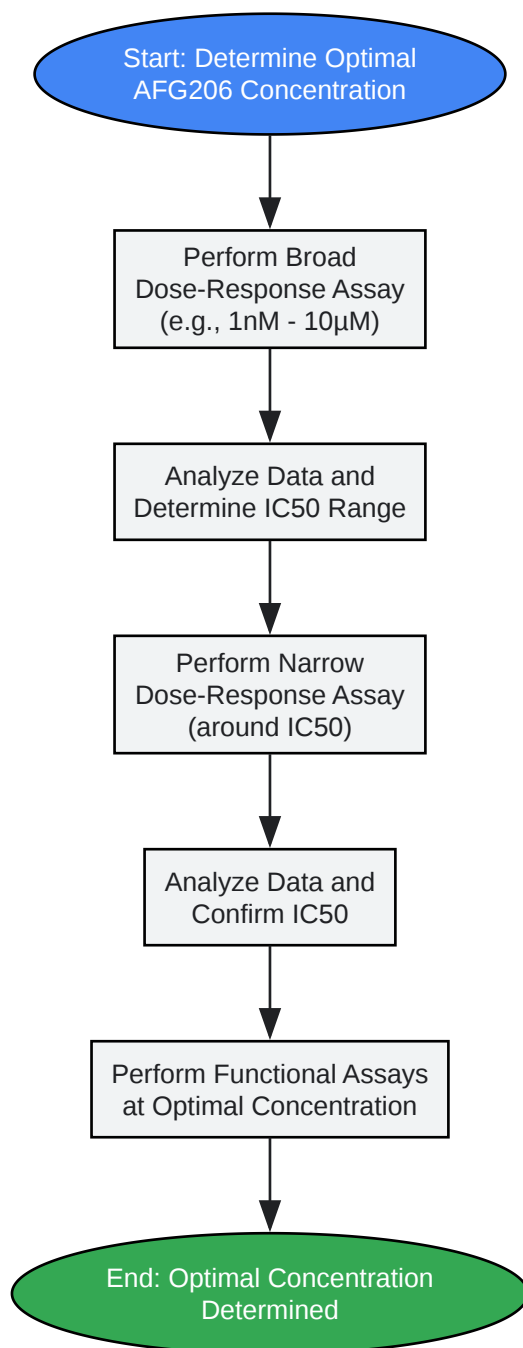 Start: Determine Optimal
AFG206 Concentration
Perform Broad
Dose-Response Assay
(e.g., 1nM - 10µM)
Analyze Data and
Determine IC50 Range
Perform Narrow
Dose-Response Assay
(around IC50)
Analyze Data and
Confirm IC50
Perform Functional Assays
at Optimal Concentration
End: Optimal Concentration
Determined